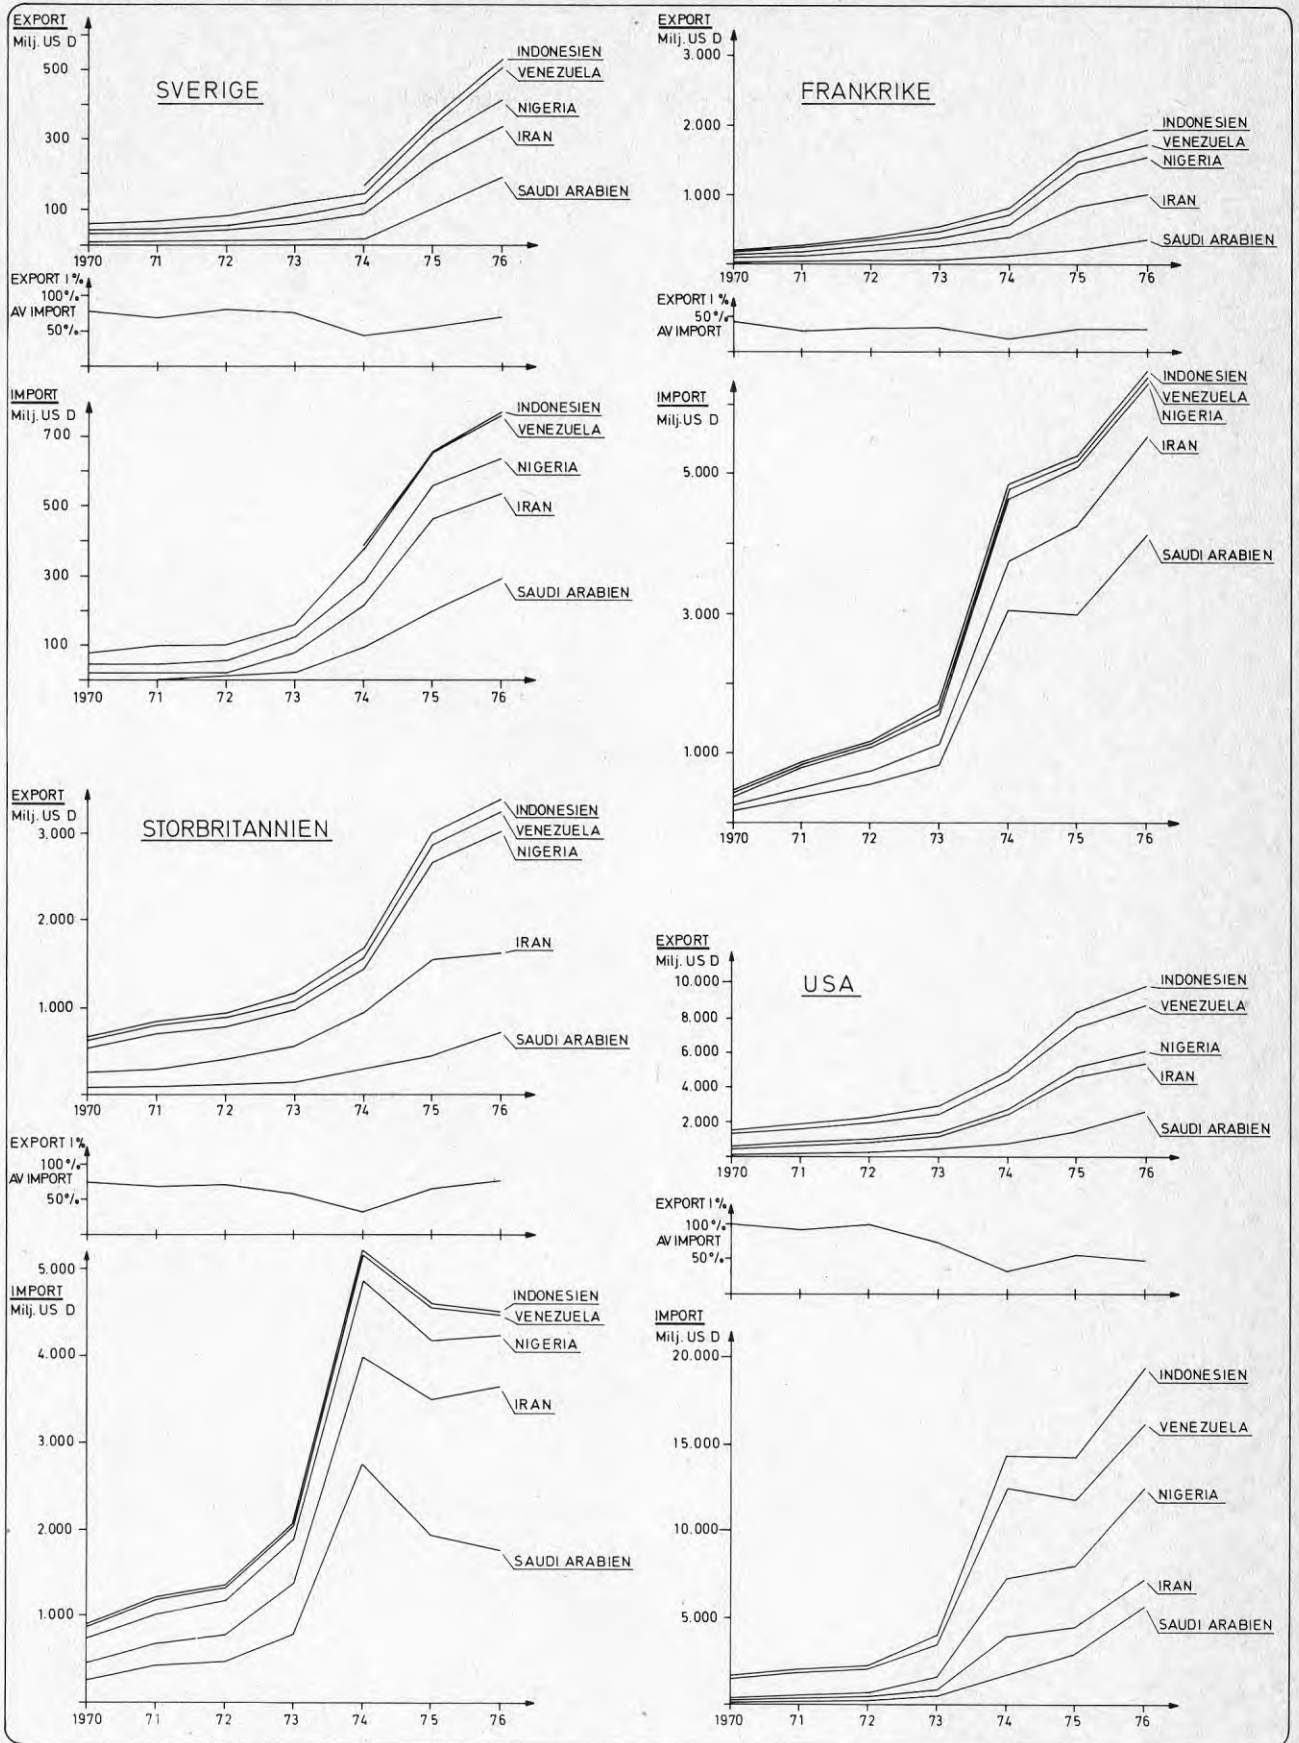 EXPORT
Milj. US D
500
300
100
SVERIGE
INDONESIEN
VENEZUELA
NIGERIA
IRAN
SAUDI ARABIEN
1970 71 72 73 74 75 76
EXPORT I %
100%
AV IMPORT
50%
IMPORT
Milj. US D
700
500
300
100
INDONESIEN
VENEZUELA
NIGERIA
IRAN
SAUDI ARABIEN
1970 71 72 73 74 75 76
EXPORT
Milj. US D
3.000
2.000
1.000
FRANKRIKE
INDONESIEN
VENEZUELA
NIGERIA
IRAN
SAUDI ARABIEN
1970 71 72 73 74 75 76
EXPORT I %
50%
AV IMPORT
IMPORT
Milj. US D
5.000
3.000
1.000
INDONESIEN
VENEZUELA
NIGERIA
IRAN
SAUDI ARABIEN
1970 71 72 73 74 75 76
EXPORT
Milj. US D
3.000
2.000
1.000
STORBRITANNIEN
INDONESIEN
VENEZUELA
NIGERIA
IRAN
SAUDI ARABIEN
1970 71 72 73 74 75 76
EXPORT I %
100%
AV IMPORT
50%
5.000
IMPORT
Milj. US D
4.000
3.000
2.000
1.000
INDONESIEN
VENEZUELA
NIGERIA
IRAN
SAUDI ARABIEN
1970 71 72 73 74 75 76
EXPORT
Milj. US D
10.000
8.000
6.000
4.000
2.000
USA
INDONESIEN
VENEZUELA
NIGERIA
IRAN
SAUDI ARABIEN
1970 71 72 73 74 75 76
EXPORT I %
100%
AV IMPORT
50%
IMPORT
Milj. US D
20.000
15.000
10.000
5.000
INDONESIEN
VENEZUELA
NIGERIA
IRAN
SAUDI ARABIEN
1970 71 72 73 74 75 76